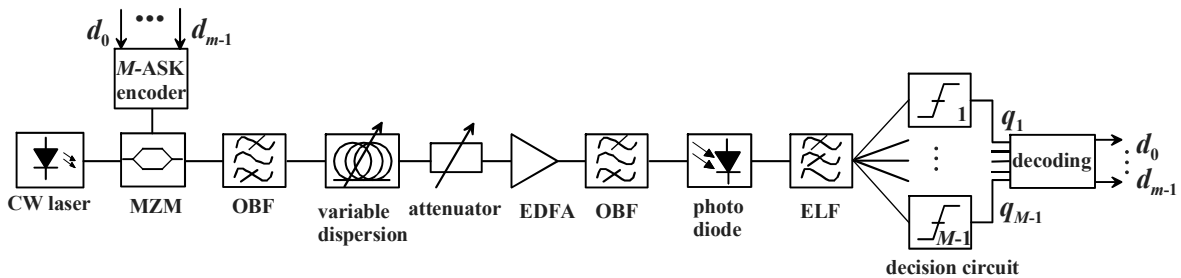 d0 ••• dm-1
M-ASK
encoder
CW laser
MZM
OBF
variable
dispersion
attenuator
EDFA
OBF
photo
diode
ELF
1
M-1
decision circuit
q1
qM-1
decoding
d0
dm-1